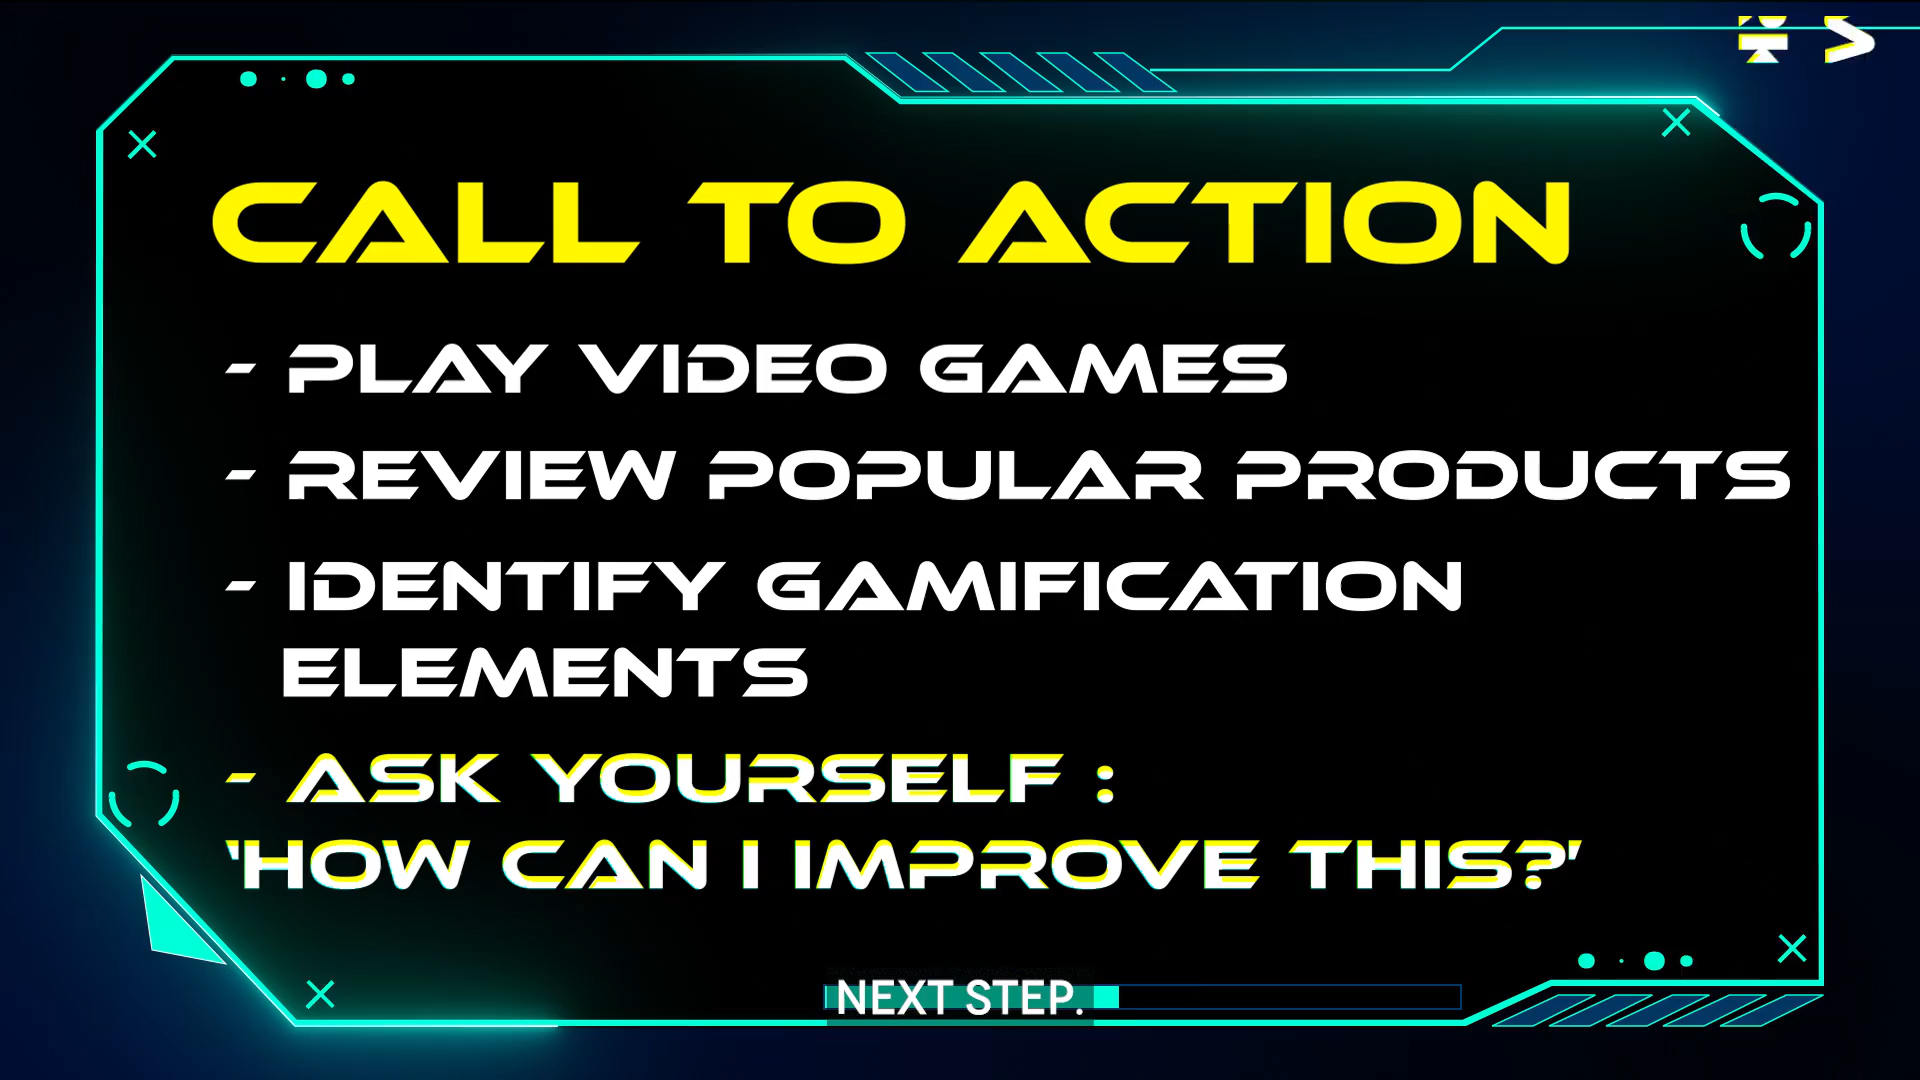 CALL TO ACTION
- PLAY VIDEO GAMES
- REVIEW POPULAR PRODUCTS
- IDENTIFY GAMIFICATION
ELEMENTS
- ASK YOURSELF :
'HOW CAN I IMPROVE THIS?'
NEXT STEP.